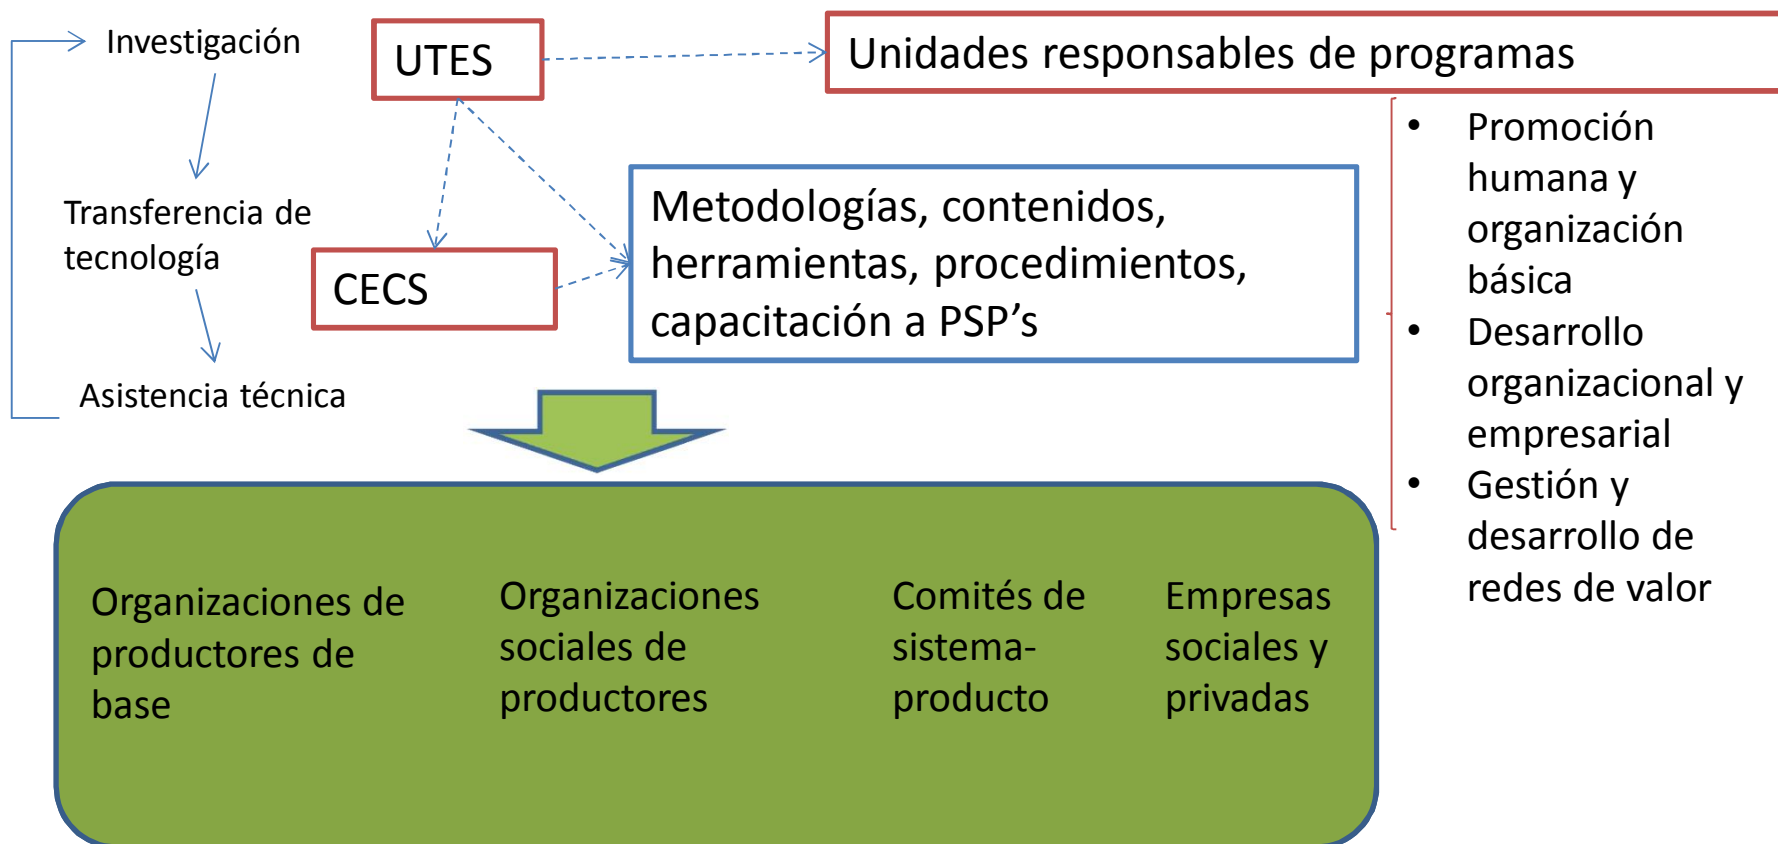 Investigación
UTES
Unidades responsables de programas
Transferencia de
tecnología
CECS
Metodologías, contenidos,
herramientas, procedimientos,
capacitación a PSP’s
Asistencia técnica
• Promoción
humana y
organización
básica
• Desarrollo
organizacional y
empresarial
• Gestión y
desarrollo de
redes de valor
Organizaciones de
productores de
base
Organizaciones
sociales de
productores
Comités de
sistema-
producto
Empresas
sociales y
privadas